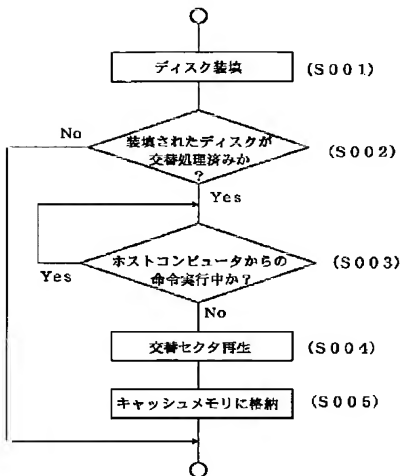 ディスク装填 (S001)
No
装填されたディスクが
交替処理済みか (S002)
?
Yes
ホストコンピュータからの
命令実行中か? (S003)
Yes
No
交替セクタ再生 (S004)
キャッシュメモリに格納 (S005)